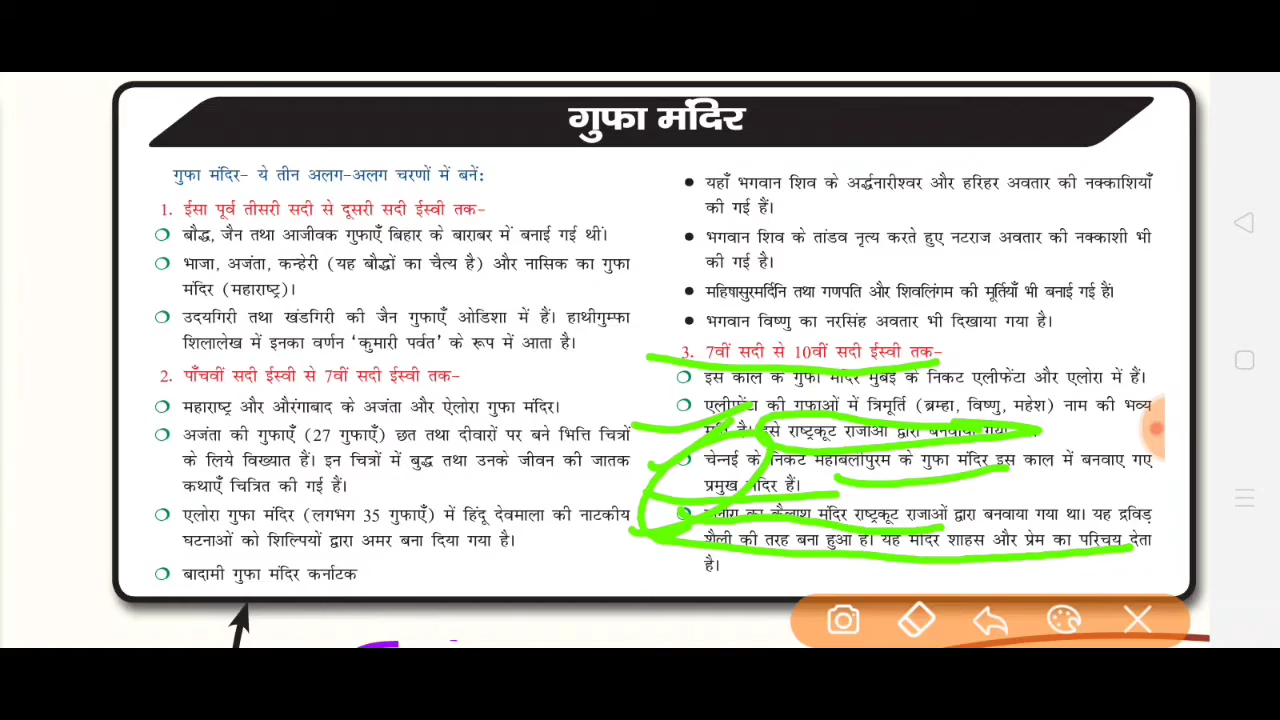 गुफा मंदिर
गुफा मंदिर- ये तीन अलग-अलग चरणों में बनें:
1. ईसा पूर्व तीसरी सदी से दूसरी सदी ईस्वी तक-
बौद्ध, जैन तथा आजीवक गुफाएँ बिहार के बाराबर में बनाई गई थीं।
भाजा, अजंता, कन्हेरी (यह बौद्धों का चैत्य है) और नासिक का गुफा
मंदिर (महाराष्ट्र)।
उदयगिरी तथा खंडगिरी की जैन गुफाएँ ओडिशा में हैं। हाथीगुम्फा
शिलालेख में इनका वर्णन ‘कुमारी पर्वत’ के रूप में आता है।
2. पाँचवीं सदी ईस्वी से 7वीं सदी ईस्वी तक-
महाराष्ट्र और औरंगाबाद के अजंता और ऐलोरा गुफा मंदिर।
अजंता की गुफाएँ (27 गुफाएँ) छत तथा दीवारों पर बने भित्ति चित्रों
के लिये विख्यात हैं। इन चित्रों में बुद्ध तथा उनके जीवन की जातक
कथाएँ चित्रित की गई हैं।
एलोरा गुफा मंदिर (लगभग 35 गुफाएँ) में हिंदू देवमाला की नाटकीय
घटनाओं को शिल्पियों द्वारा अमर बना दिया गया है।
बादामी गुफा मंदिर कर्नाटक
यहाँ भगवान शिव के अर्द्धनारीश्वर और हरिहर अवतार की नक्काशियाँ
की गई हैं।
भगवान शिव के तांडव नृत्य करते हुए नटराज अवतार की नक्काशी भी
की गई है।
महिषासुरमर्दिनि तथा गणपति और शिवलिंगम की मूर्तियाँ भी बनाई गई हैं।
भगवान विष्णु का नरसिंह अवतार भी दिखाया गया है।
3. 7वीं सदी से 10वीं सदी ईस्वी तक-
इस काल के गुफा मंदिर मुंबई के निकट एलीफेंटा और एलोरा में हैं।
एलीफेंटा की गुफाओं में त्रिमूर्ति (ब्रम्हा, विष्णु, महेश) नाम की भव्य
मूर्ति है। इसे राष्ट्रकूट राजाओं द्वारा बनवाया गया
चेन्नई के निकट महाबलीपुरम के गुफा मंदिर इस काल में बनवाए गए
प्रमुख मंदिर हैं।
का कैलाश मंदिर राष्ट्रकूट राजाओं द्वारा बनवाया गया था। यह द्रविड़
शैली की तरह बना हुआ है। यह मंदिर शाहस और प्रेम का परिचय देता
है।